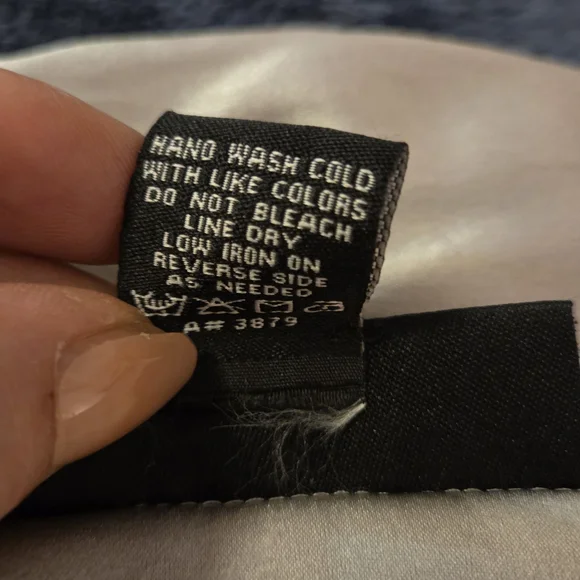 HAND WASH COLD
WITH LIKE COLORS
DO NOT BLEACH
LINE DRY
LOW IRON ON
REVERSE SIDE
AS NEEDED
A# 3879